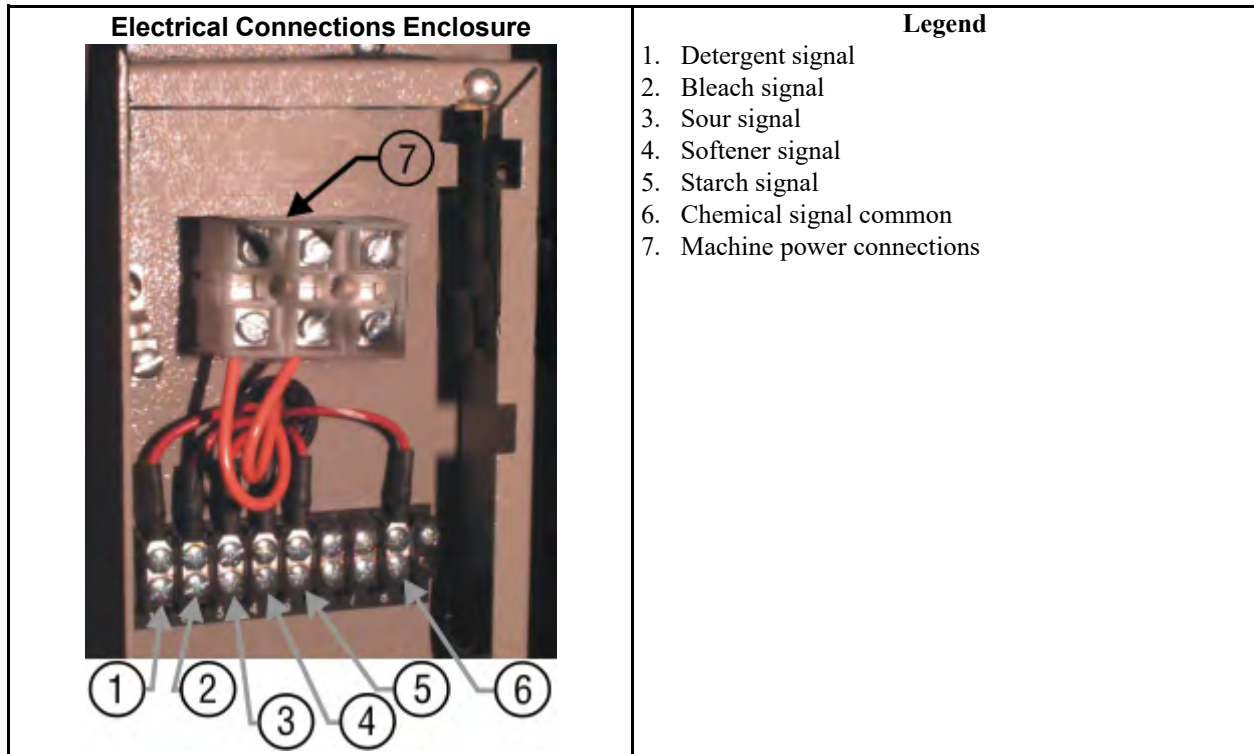 Electrical Connections Enclosure
7
1
2
3
4
5
6
Legend
1. Detergent signal
2. Bleach signal
3. Sour signal
4. Softener signal
5. Starch signal
6. Chemical signal common
7. Machine power connections